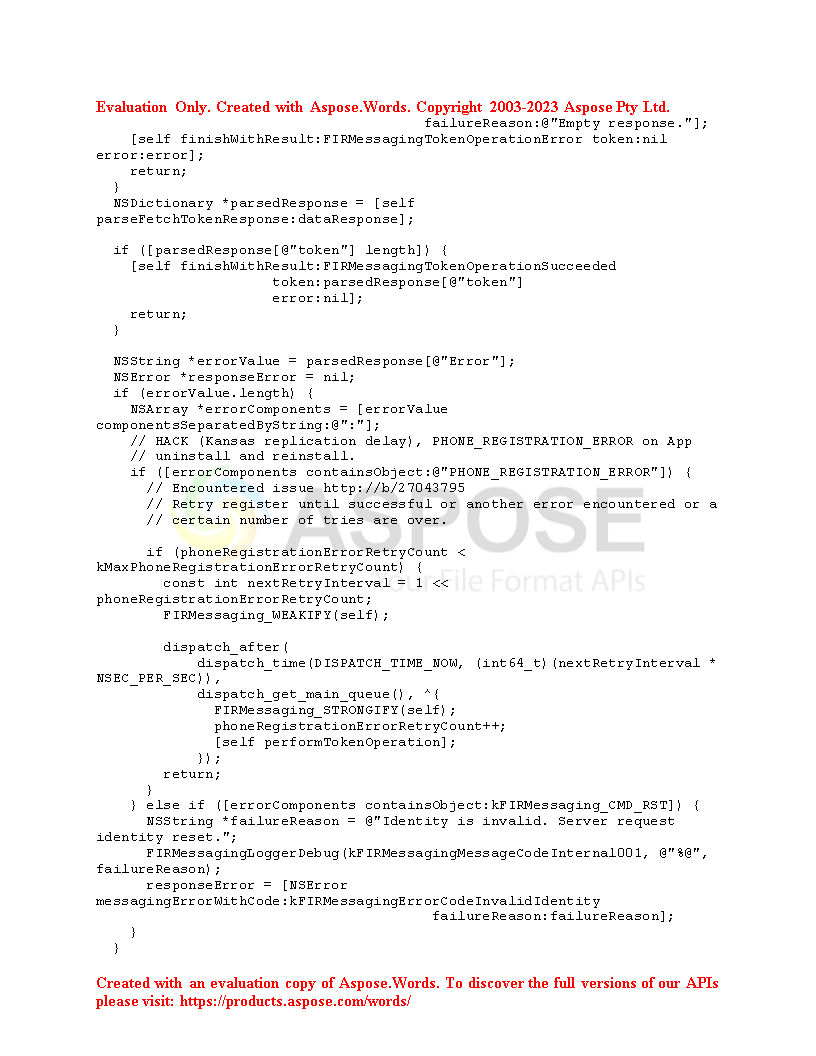 Evaluation Only. Created with Aspose.Words. Copyright 2003-2023 Aspose Pty Ltd.
failureReason:@"Empty response."];
[self finishWithResult:FIRMessagingTokenOperationError token:nil
error:error];
return;
}
NSDictionary *parsedResponse = [self
parseFetchTokenResponse:dataResponse];
if ([parsedResponse[@"token"] length]) {
[self finishWithResult:FIRMessagingTokenOperationSucceeded
token:parsedResponse[@"token"]
error:nil];
return;
}
NSString *errorValue = parsedResponse[@"Error"];
NSError *responseError = nil;
if (errorValue.length) {
NSArray *errorComponents = [errorValue
componentsSeparatedByString:@":"];
// HACK (Kansas replication delay), PHONE_REGISTRATION_ERROR on App
// uninstall and reinstall.
if ([errorComponents containsObject:@"PHONE_REGISTRATION_ERROR"]) {
// Encountered issue http://b/27043795
// Retry register until successful or another error encountered or a
// certain number of tries are over.
ASPOSE
if (phoneRegistrationErrorRetryCount <
kMaxPhoneRegistrationErrorRetryCount) {
const int nextRetryInterval = 1 <<
Your File Format APIs
phoneRegistrationErrorRetryCount;
FIRMessaging_WEAKIFY(self);
dispatch_after(
dispatch_time(DISPATCH_TIME_NOW, (int64_t)(nextRetryInterval *
NSEC_PER_SEC)),
dispatch_get_main_queue(), ^{
FIRMessaging_STRONGIFY(self);
phoneRegistrationErrorRetryCount++;
[self performTokenOperation];
});
return;
}
} else if ([errorComponents containsObject:kFIRMessaging_CMD_RST]) {
NSString *failureReason = @"Identity is invalid. Server request
identity reset.";
FIRMessagingLoggerDebug(kFIRMessagingMessageCodeInternal001, @"%@",
failureReason);
responseError = [NSError
messagingErrorWithCode:kFIRMessagingErrorCodeInvalidIdentity
failureReason:failureReason];
}
}
Created with an evaluation copy of Aspose.Words. To discover the full versions of our APIs
please visit: https://products.aspose.com/words/